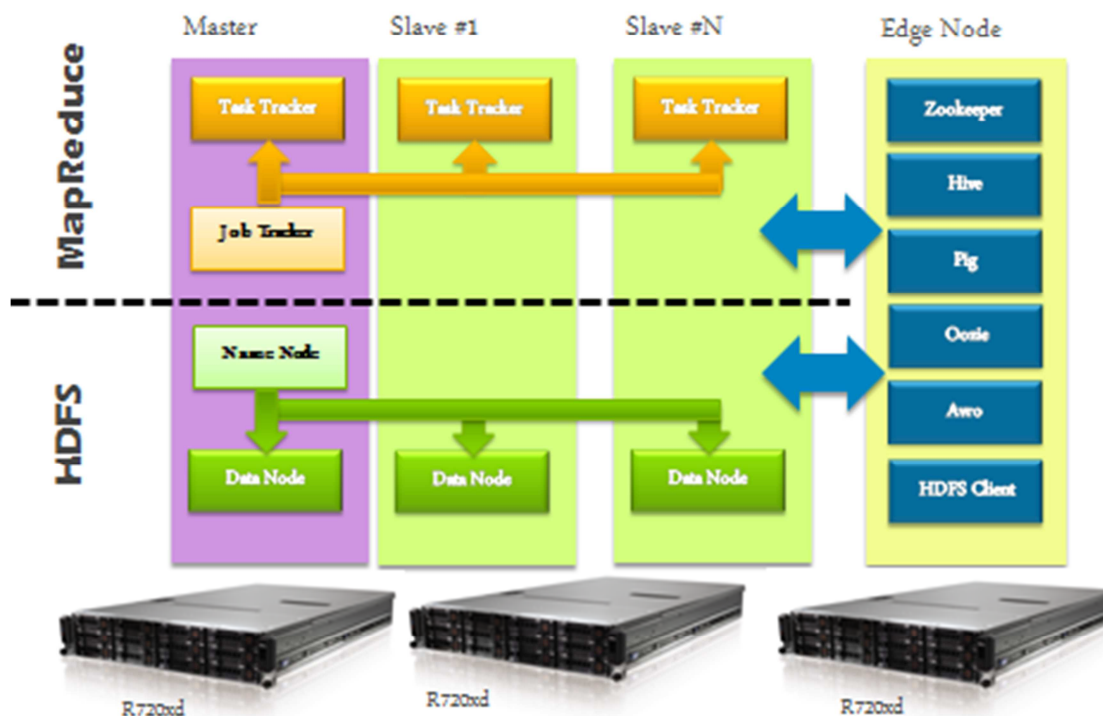 Master
Slave #1
Slave #N
Edge Node
MapReduce
Task Tracker
Task Tracker
Task Tracker
Zookeeper
Hive
Job Tracker
Pig
HDFS
Name Node
Oozie
Avro
Data Node
Data Node
Data Node
HDFS Client
R720xd
R720xd
R720xd